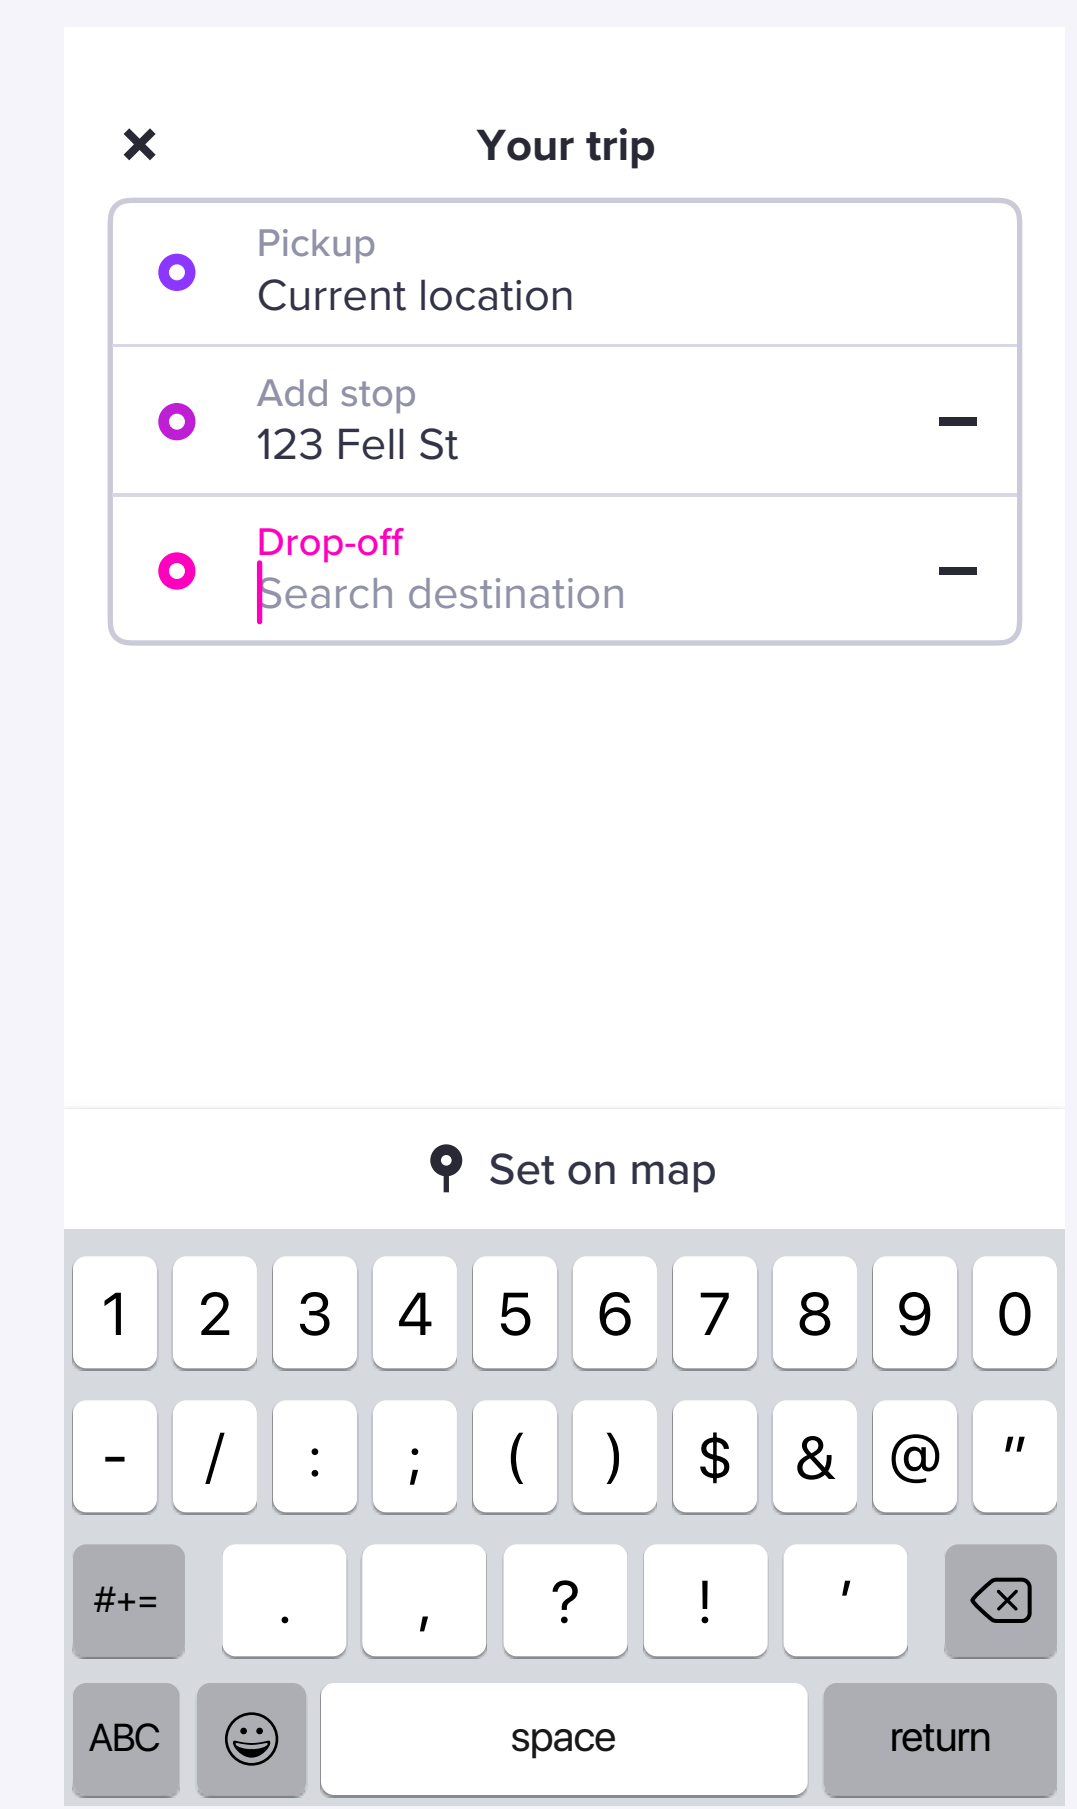 Your trip
Pickup
Current location
Add stop
123 Fell St
Drop-off
Search destination
Set on map
1 2 3 4 5 6 7 8 9 0
- / : ; ( ) $ & @ "
#+= . , ? ! '
ABC space return